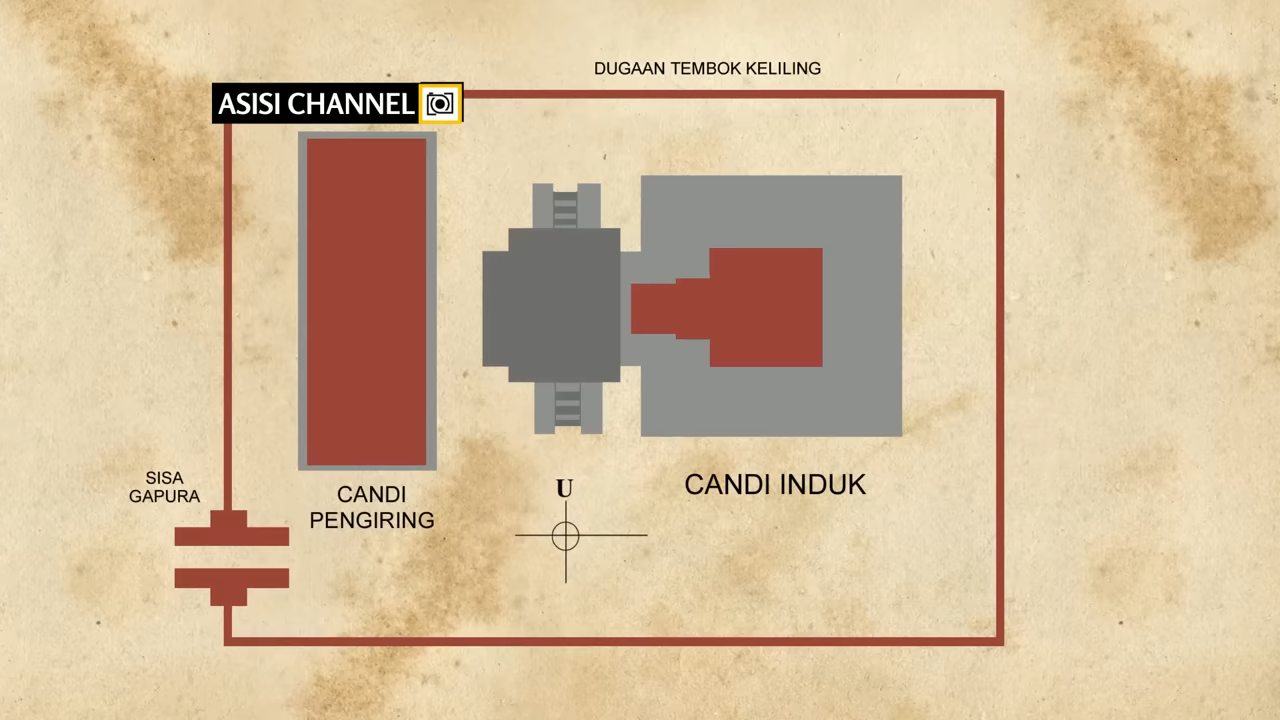 DUGAAN TEMBOK KELILING
ASISI CHANNEL
SISA
GAPURA
CANDI
PENGIRING
U
CANDI INDUK